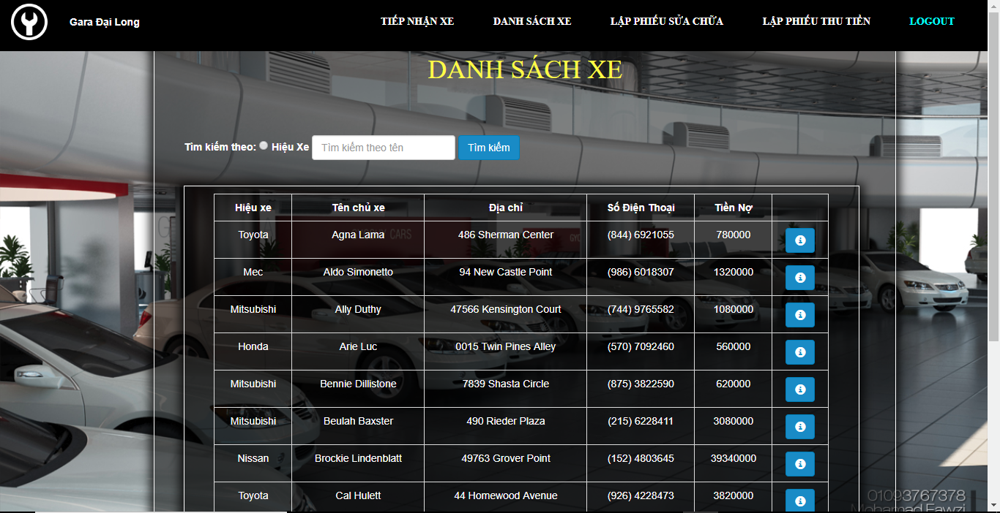 Gara Đại Long TIẾP NHẬN XE DANH SÁCH XE LẬP PHIẾU SỬA CHỮA LẬP PHIẾU THU TIỀN LOGOUT
DANH SÁCH XE
Tìm kiếm theo: Hiệu Xe Tìm kiếm theo tên Tìm kiếm
Hiệu xe Tên chủ xe Địa chỉ Số Điện Thoại Tiền Nợ
Toyota Agna Lama 486 Sherman Center (844) 6921055 780000
Mec Aldo Simonetto 94 New Castle Point (986) 6018307 1320000
Mitsubishi Ally Duthy 47566 Kensington Court (744) 9765582 1080000
Honda Arie Luc 0015 Twin Pines Alley (570) 7092460 560000
Mitsubishi Bennie Dillistone 7839 Shasta Circle (875) 3822590 620000
Mitsubishi Beulah Baxster 490 Rieder Plaza (215) 6228411 3080000
Nissan Brockie Lindenblatt 49763 Grover Point (152) 4803645 39340000
Toyota Cal Hulett 44 Homewood Avenue (926) 4228473 3820000
01093767378
Mohamad Fawzi